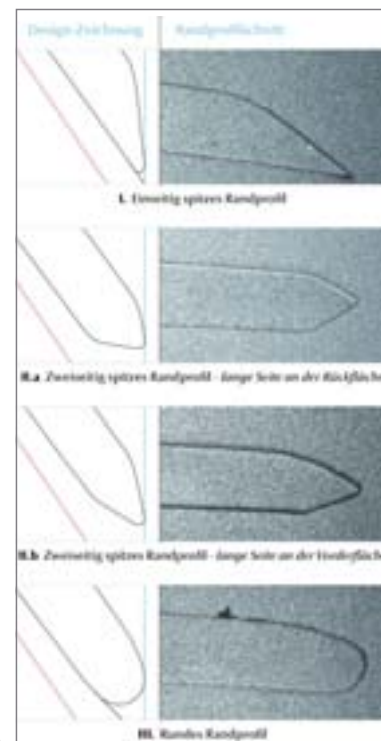 Design-Zeichnung Randprofilschnitt
I. Einseitig spitzes Randprofil
II.a Zweiseitig spitzes Randprofil - lange Seite an der Rückfläche
II.b Zweiseitig spitzes Randprofil - lange Seite an der Vorderfläche
III. Rundes Randprofil